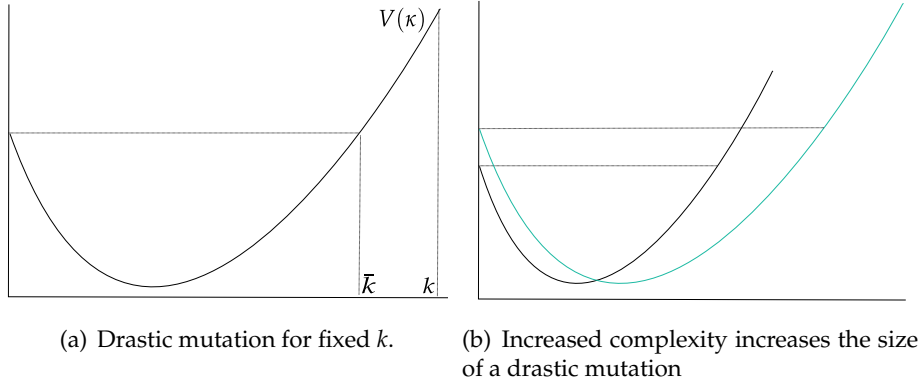 V(κ)
k̄
k
(a) Drastic mutation for fixed k.
(b) Increased complexity increases the size
of a drastic mutation